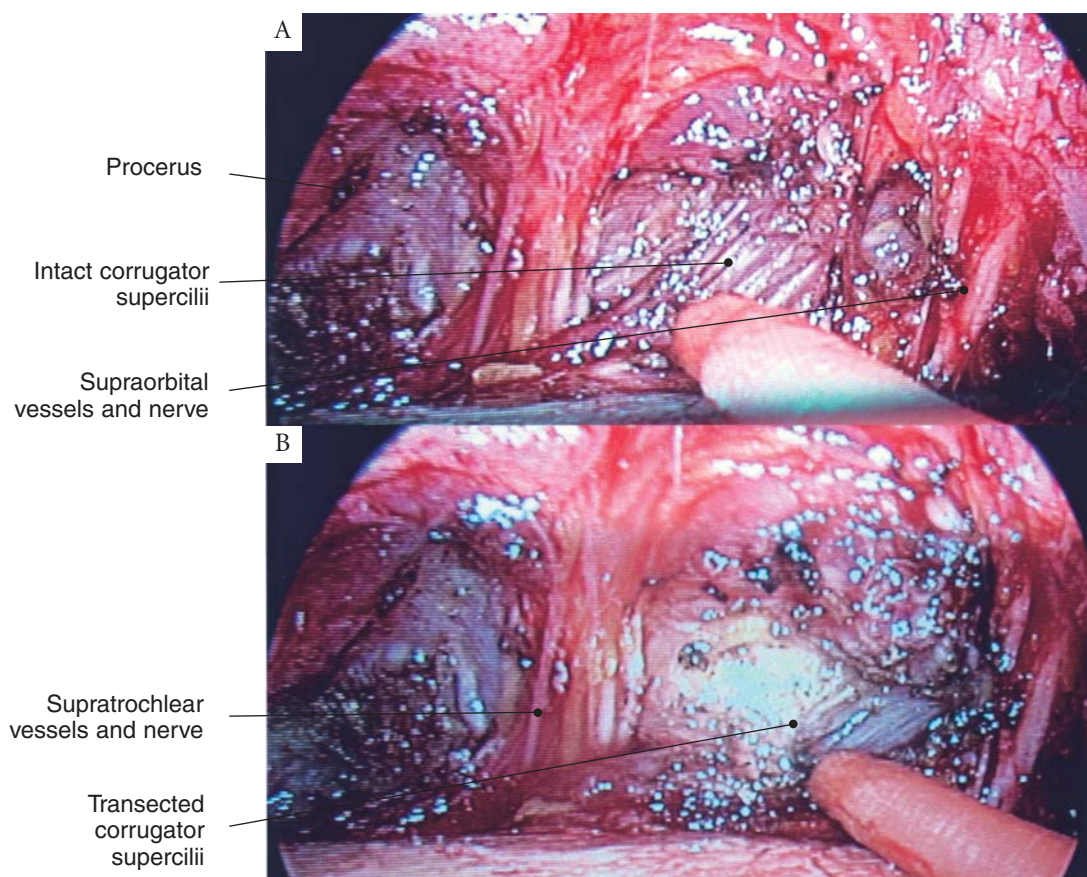 A
Procerus
Intact corrugator
supercilii
Supraorbital
vessels and nerve
B
Supratrochlear
vessels and nerve
Transected
corrugator
supercilii